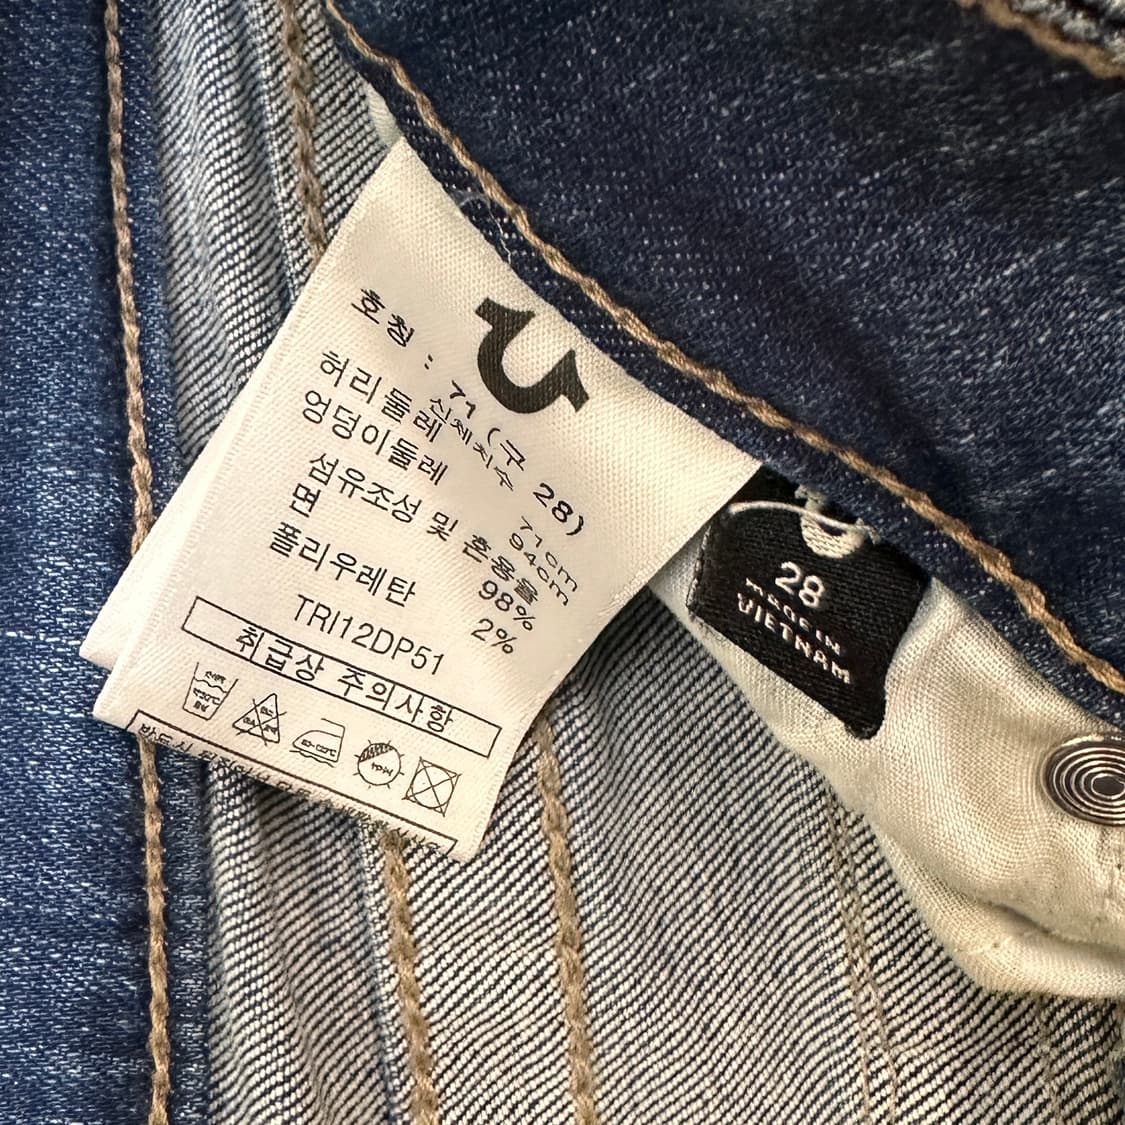 호칭 : 71 (구 28)
신체치수
허리둘레 71cm
엉덩이둘레 94cm
섬유조성 및 혼용율
면 98%
폴리우레탄 2%
TRI12DP51
취급상 주의사항
28
MADE IN
VIETNAM